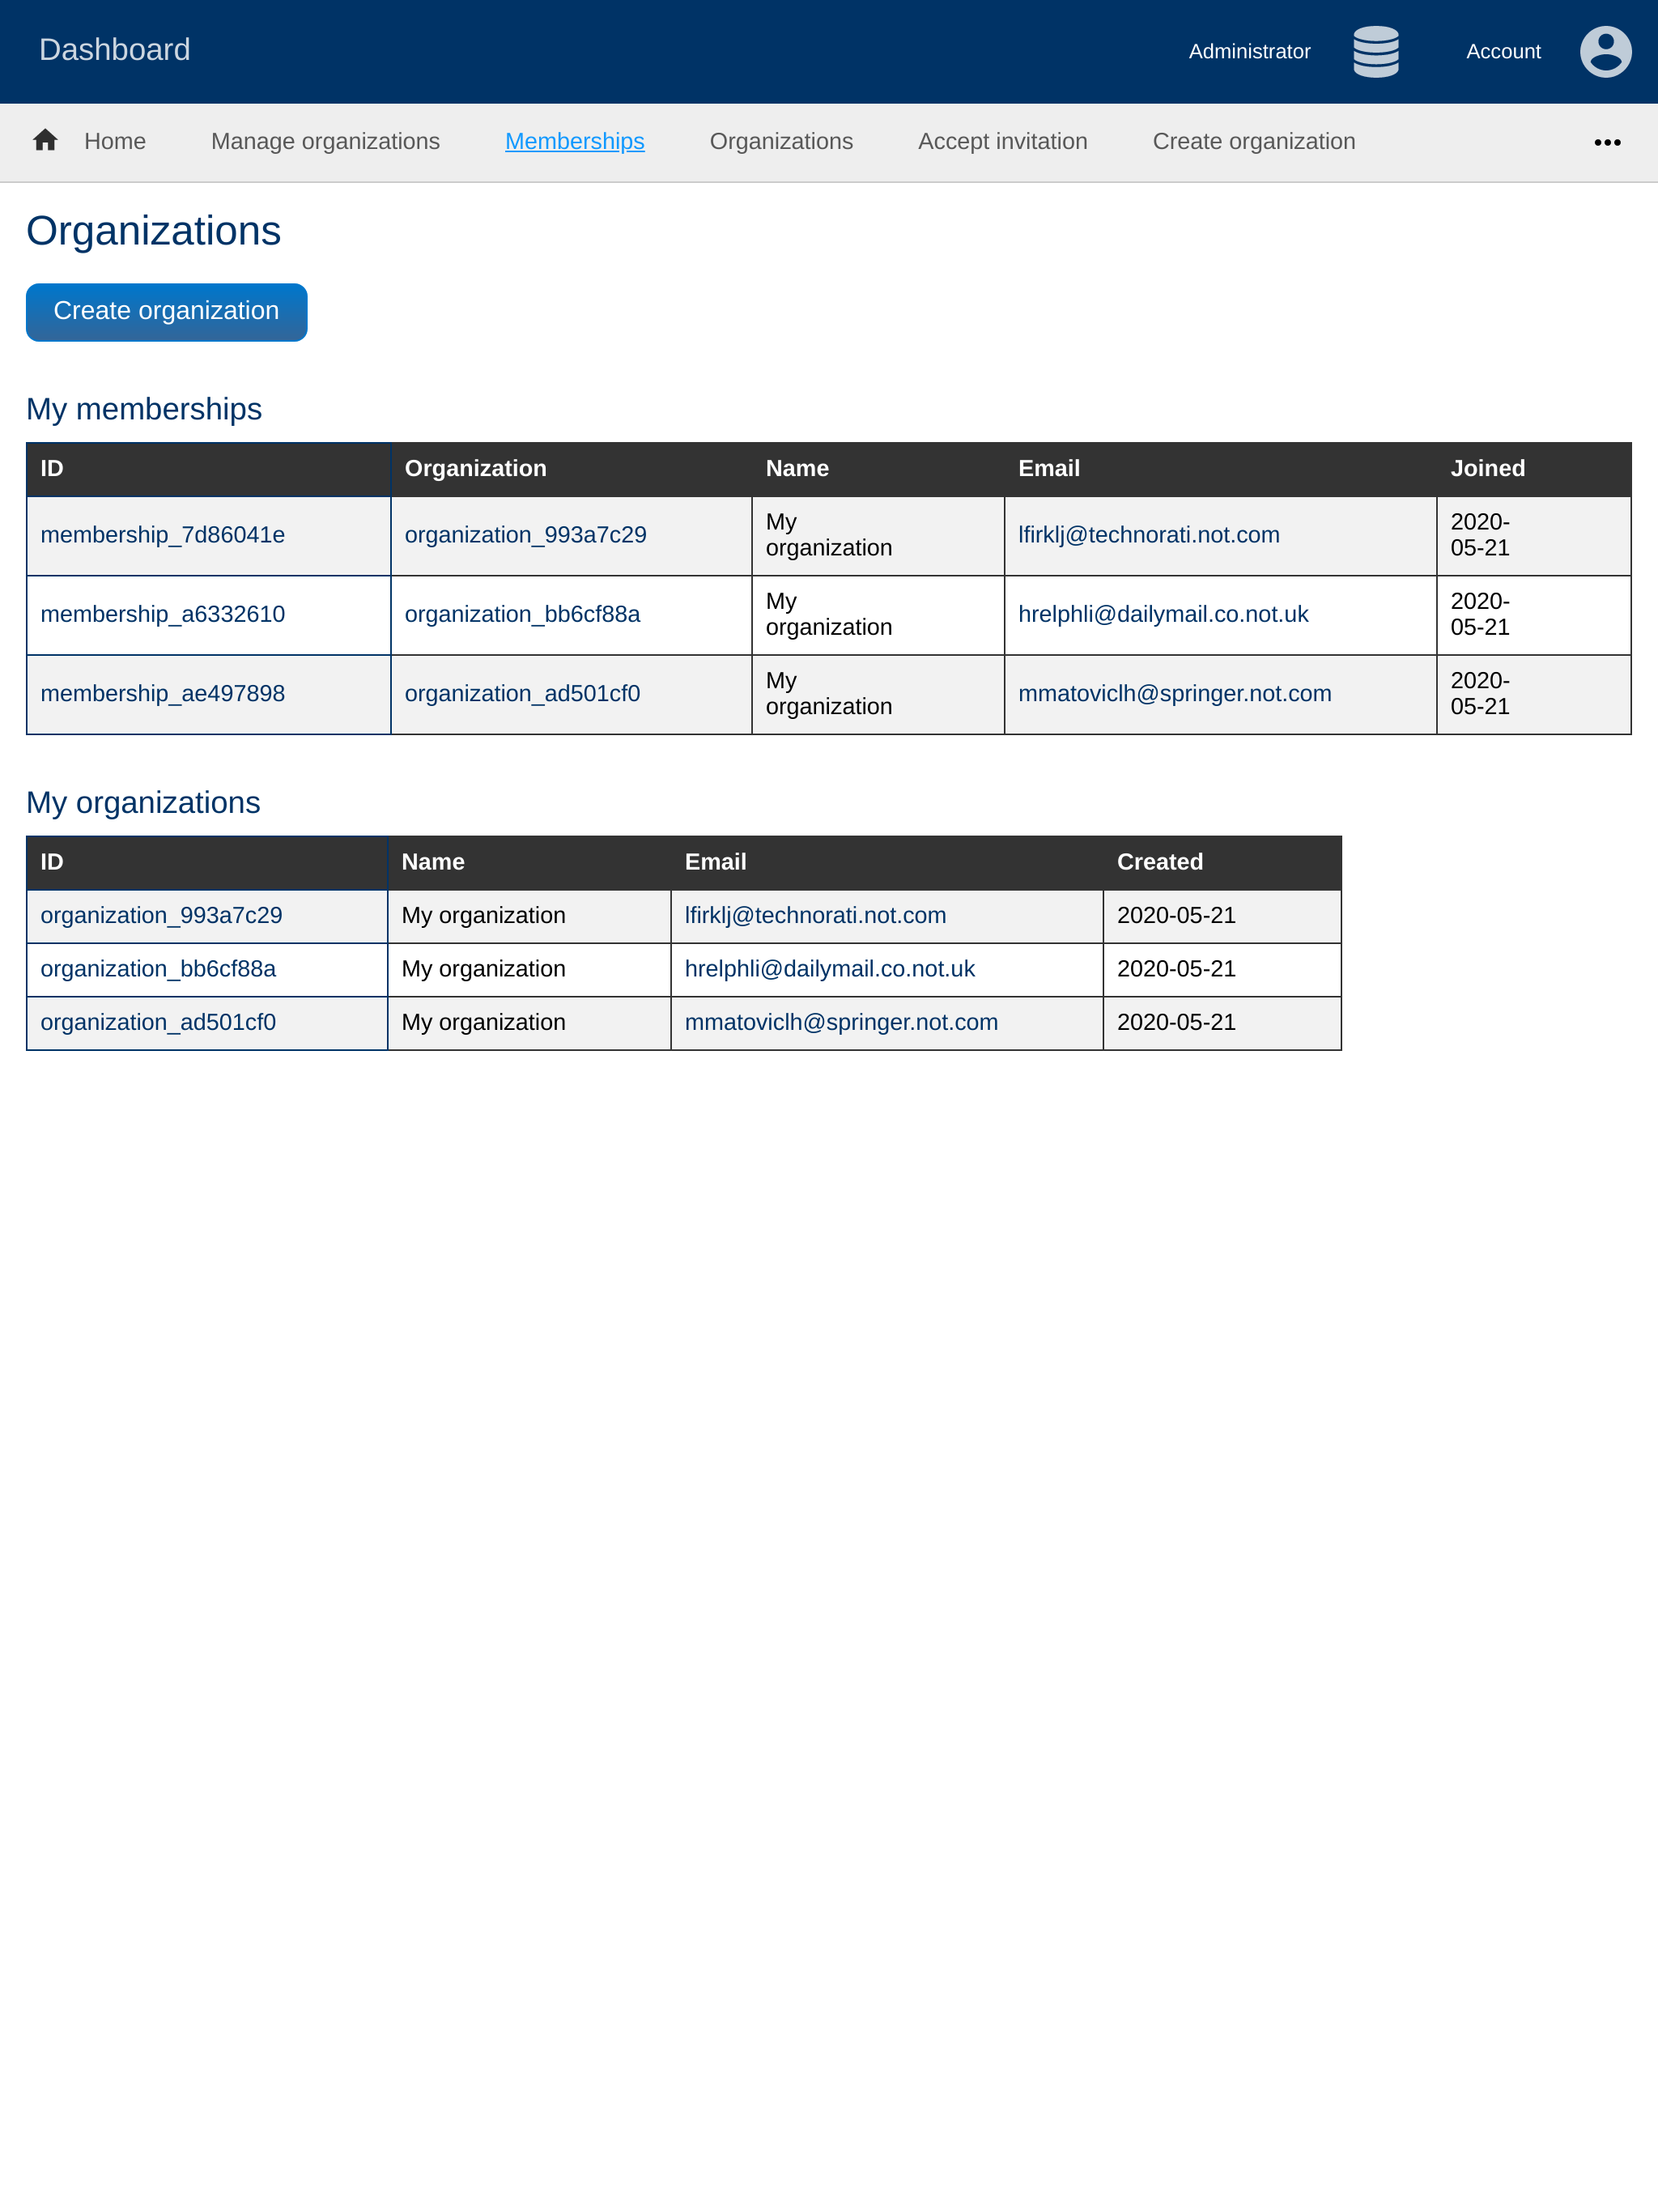 Dashboard Administrator Account
Home Manage organizations Memberships Organizations Accept invitation Create organization
Organizations
Create organization
My memberships
ID Organization Name Email Joined
membership_7d86041e organization_993a7c29 My organization lfirklj@technorati.not.com 2020-05-21
membership_a6332610 organization_bb6cf88a My organization hrelphli@dailymail.co.not.uk 2020-05-21
membership_ae497898 organization_ad501cf0 My organization mmatoviclh@springer.not.com 2020-05-21
My organizations
ID Name Email Created
organization_993a7c29 My organization lfirklj@technorati.not.com 2020-05-21
organization_bb6cf88a My organization hrelphli@dailymail.co.not.uk 2020-05-21
organization_ad501cf0 My organization mmatoviclh@springer.not.com 2020-05-21